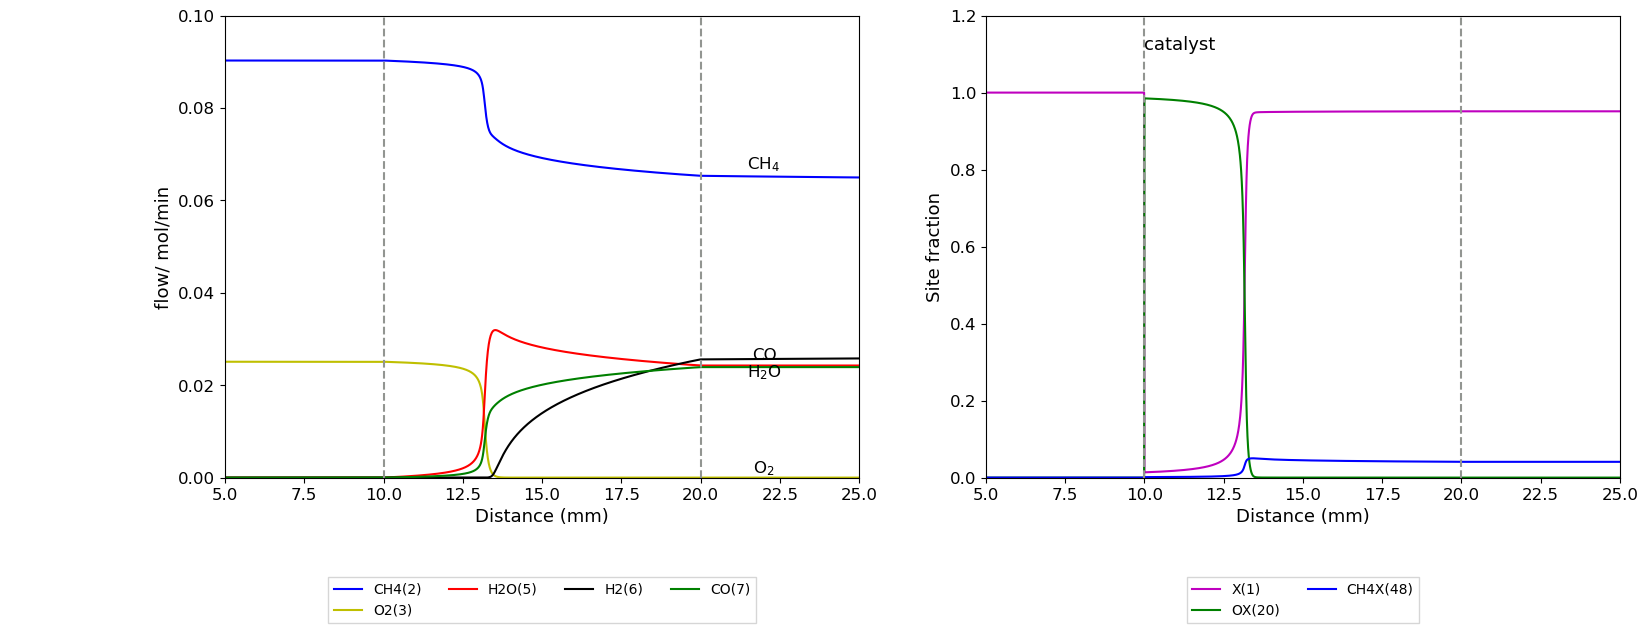 0.10
0.08
0.06
0.04
0.02
0.00
flow/ mol/min
CH₄
CO
H₂O
O₂
5.0 7.5 10.0 12.5 15.0 17.5 20.0 22.5 25.0
Distance (mm)
CH4(2) H2O(5) H2(6) CO(7)
O2(3)
1.2
1.0
0.8
0.6
0.4
0.2
0.0
Site fraction
catalyst
5.0 7.5 10.0 12.5 15.0 17.5 20.0 22.5 25.0
Distance (mm)
X(1) CH4X(48)
OX(20)